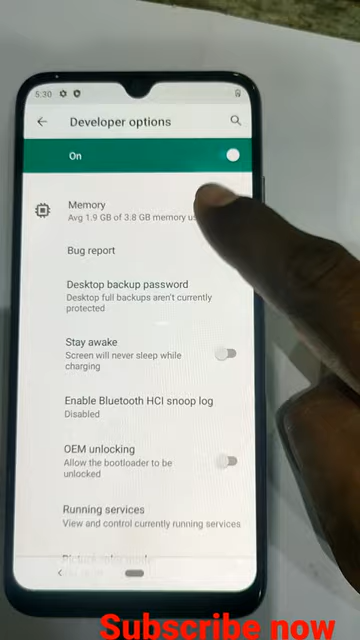 5:30
Developer options
On
Memory
Avg 1.9 GB of 3.8 GB memory
Bug report
Desktop backup password
Desktop full backups aren't currently
protected
Stay awake
Screen will never sleep while
charging
Enable Bluetooth HCI snoop log
Disabled
OEM unlocking
Allow the bootloader to be
unlocked
Running services
View and control currently running services
Picture color mode
Subscribe now